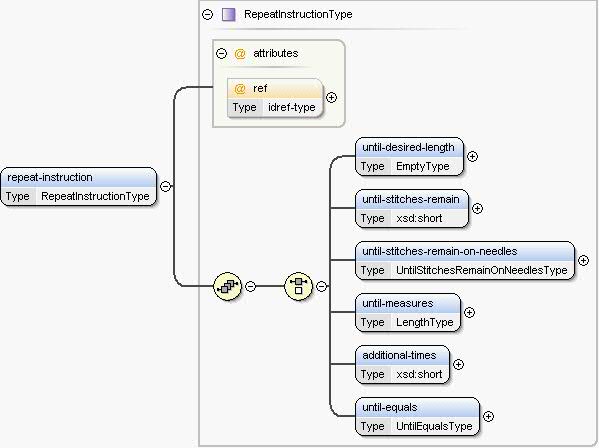 RepeatInstructionType
@ attributes
@ ref
Type idref-type
repeat-instruction
Type RepeatInstructionType
until-desired-length
Type EmptyType
until-stitches-remain
Type xsd:short
until-stitches-remain-on-needles
Type UntilStitchesRemainOnNeedlesType
until-measures
Type LengthType
additional-times
Type xsd:short
until-equals
Type UntilEqualsType